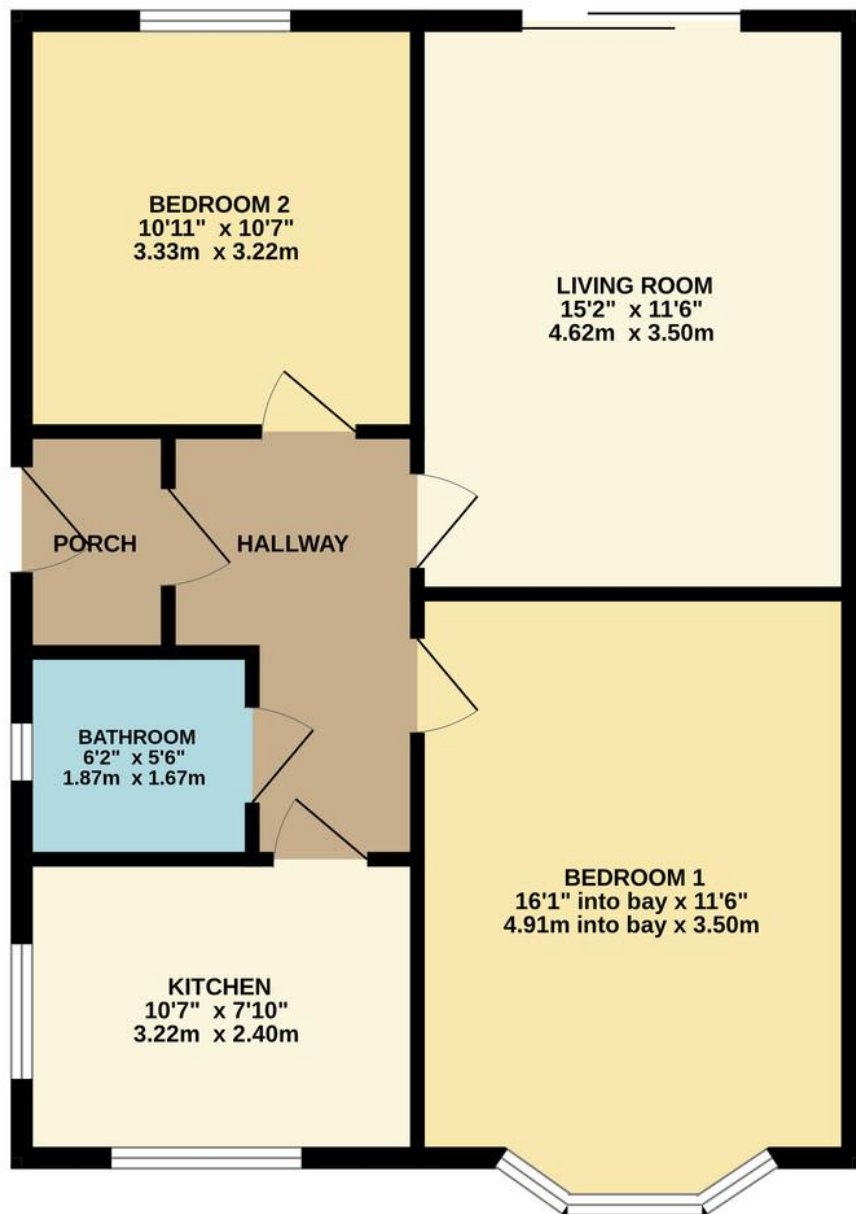 BEDROOM 2
10'11" x 10'7"
3.33m x 3.22m
LIVING ROOM
15'2" x 11'6"
4.62m x 3.50m
PORCH
HALLWAY
BATHROOM
6'2" x 5'6"
1.87m x 1.67m
BEDROOM 1
16'1" into bay x 11'6"
4.91m into bay x 3.50m
KITCHEN
10'7" x 7'10"
3.22m x 2.40m